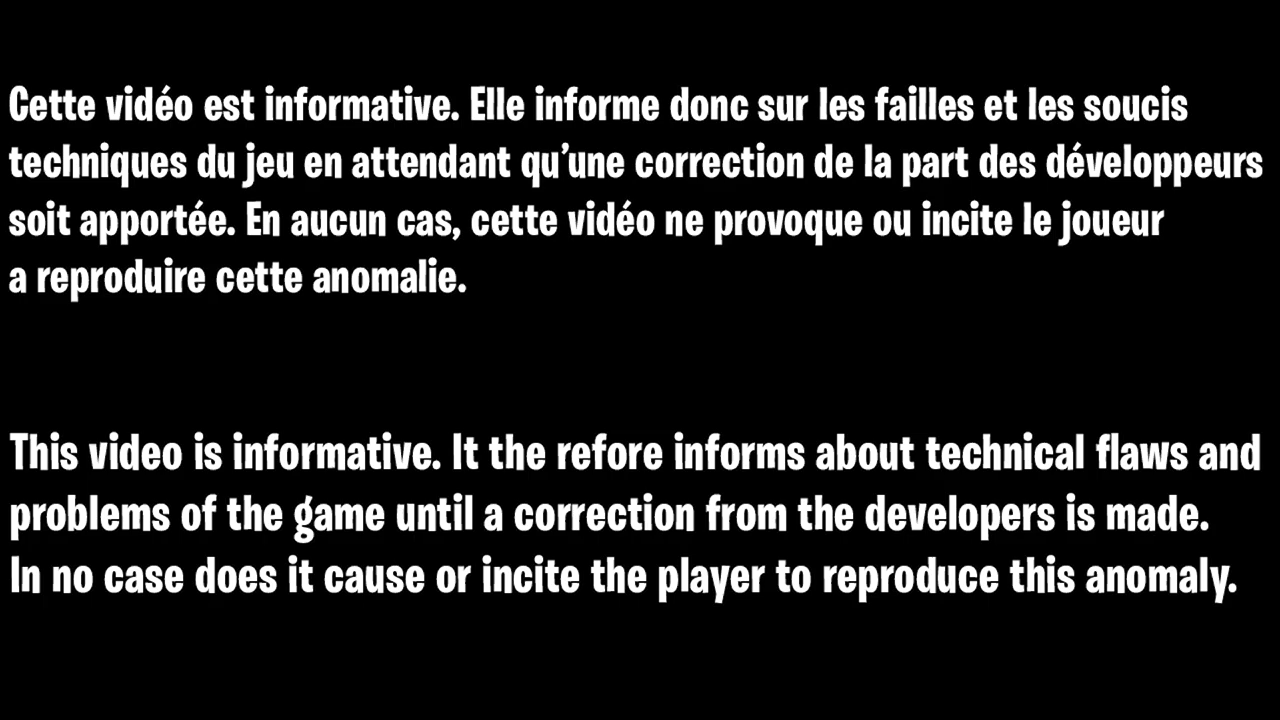 Cette vidéo est informative. Elle informe donc sur les failles et les soucis
techniques du jeu en attendant qu’une correction de la part des développeurs
soit apportée. En aucun cas, cette vidéo ne provoque ou incite le joueur
a reproduire cette anomalie.
This video is informative. It the refore informs about technical flaws and
problems of the game until a correction from the developers is made.
In no case does it cause or incite the player to reproduce this anomaly.